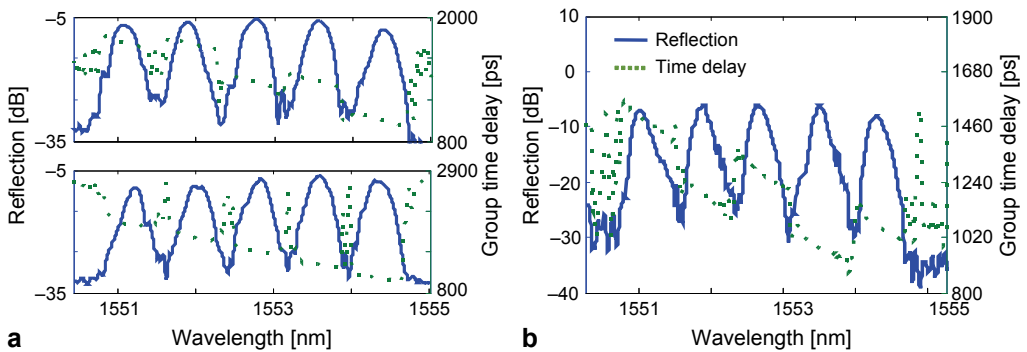 −5
2000
−35
800
−5
2900
−35
800
Reflection [dB]
Group time delay [ps]
1551
1553
1555
Wavelength [nm]
a
10
0
−10
−20
−30
−40
Reflection [dB]
Reflection
Time delay
1900
1680
1460
1240
1020
800
Group time delay [ps]
1551
1553
1555
Wavelength [nm]
b